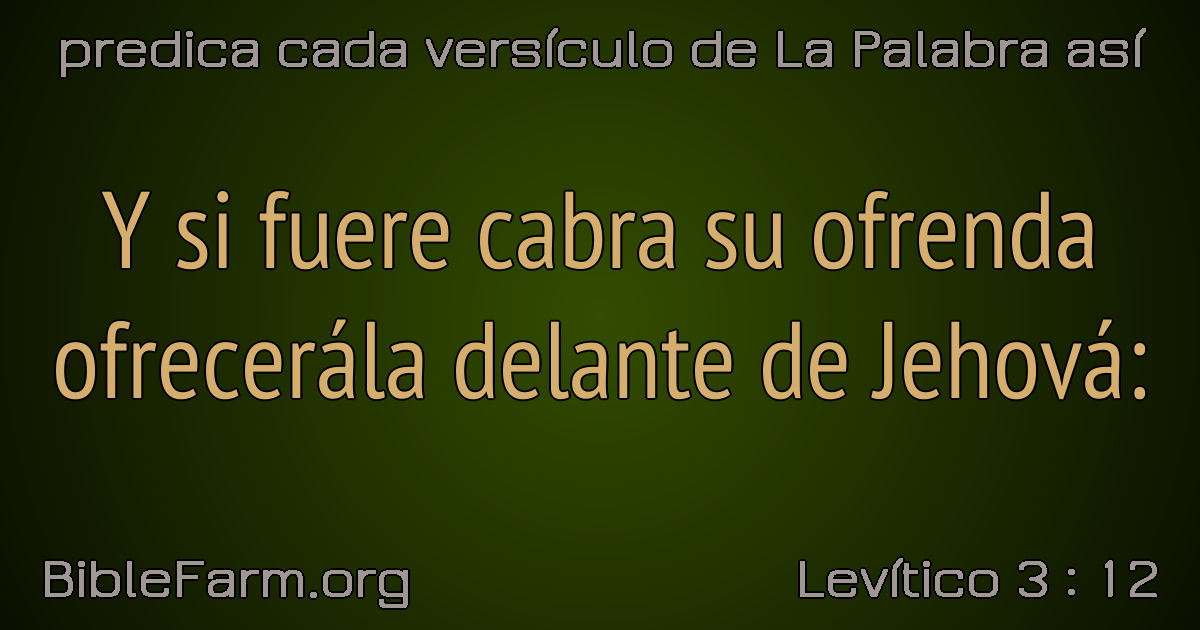 predica cada versículo de La Palabra así
Y si fuere cabra su ofrenda
ofrecerála delante de Jehová:
BibleFarm.org
Levítico 3 : 12